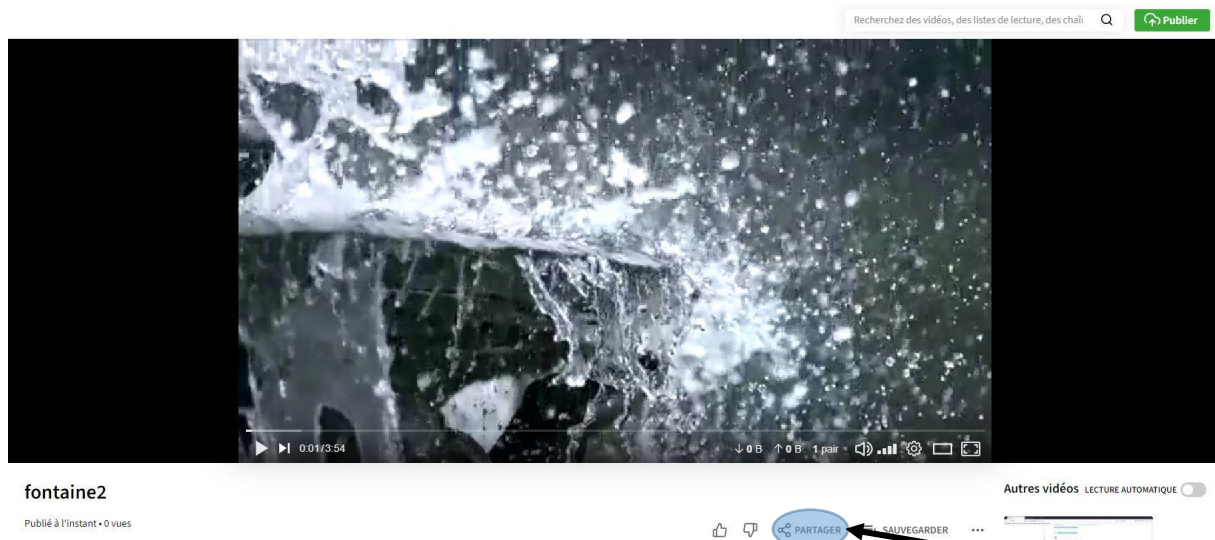 Recherchez des vidéos, des listes de lecture, des chaî
Publier
0:01/3:54
↓ 0 B ↑ 0 B 1 pair
fontaine2
Publié à l'instant • 0 vues
PARTAGER
SAUVEGARDER
Autres vidéos LECTURE AUTOMATIQUE